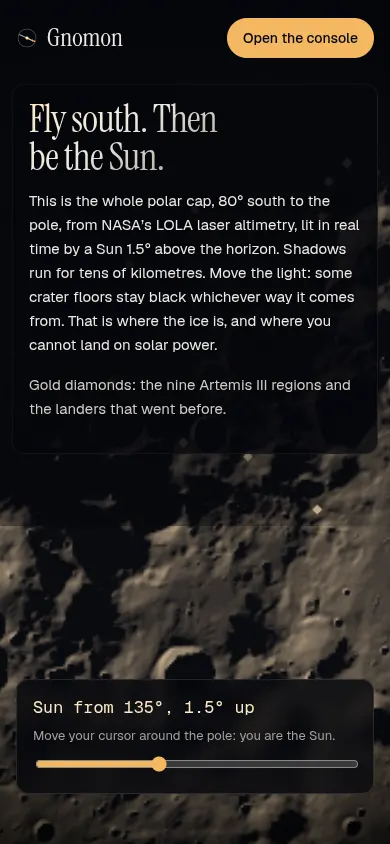 Gnomon
Open the console
Fly south. Then
be the Sun.
This is the whole polar cap, 80° south to the
pole, from NASA's LOLA laser altimetry, lit in real
time by a Sun 1.5° above the horizon. Shadows
run for tens of kilometres. Move the light: some
crater floors stay black whichever way it comes
from. That is where the ice is, and where you
cannot land on solar power.
Gold diamonds: the nine Artemis III regions and
the landers that went before.
Sun from 135°, 1.5° up
Move your cursor around the pole: you are the Sun.